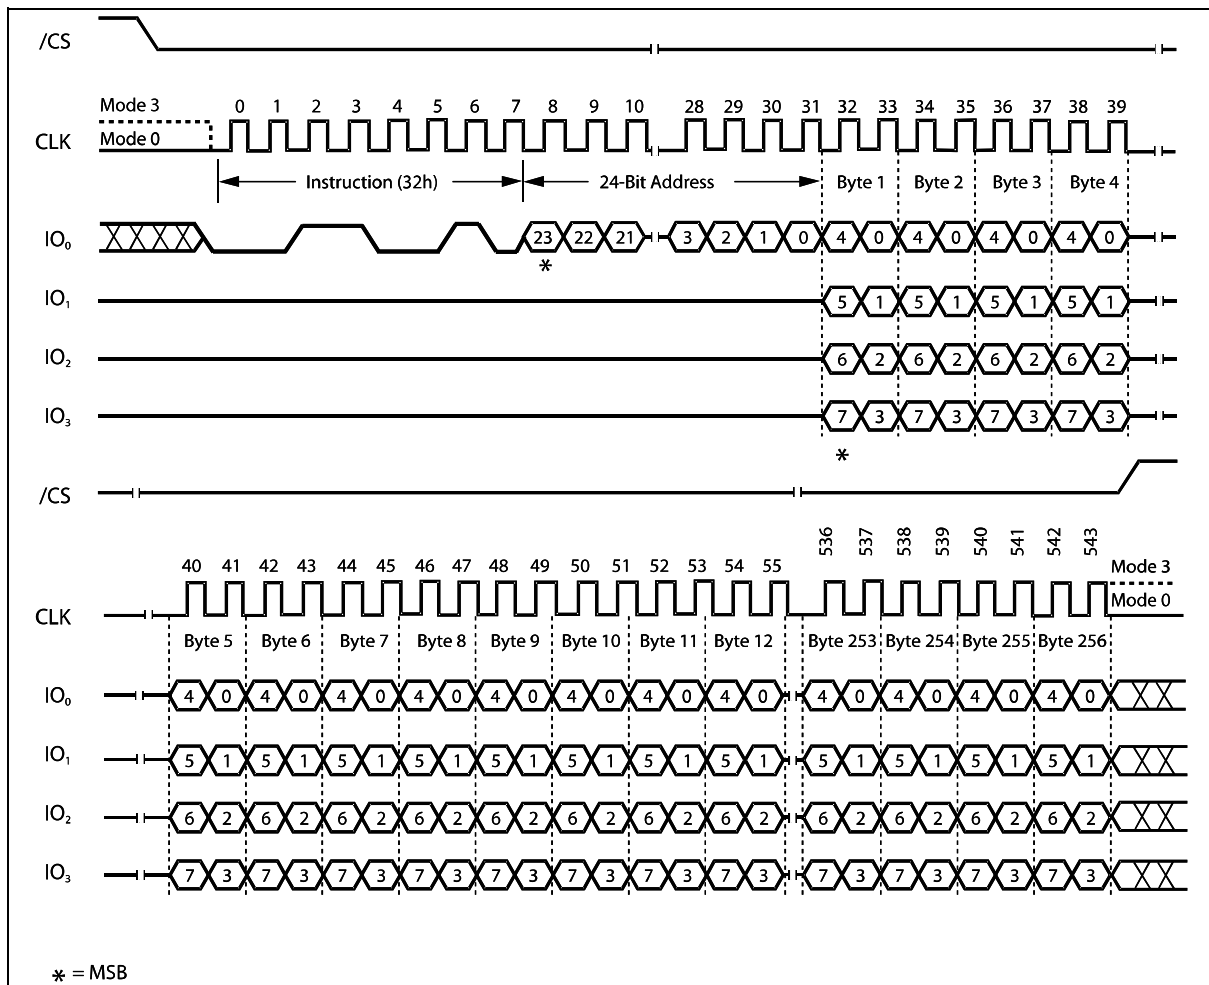 /CS
Mode 3
0 1 2 3 4 5 6 7 8 9 10 28 29 30 31 32 33 34 35 36 37 38 39
CLK
Mode 0
Instruction (32h) 24-Bit Address Byte 1 Byte 2 Byte 3 Byte 4
IO₀ 23 22 21 3 2 1 0 4 0 4 0 4 0 4 0
*
IO₁ 5 1 5 1 5 1 5 1
IO₂ 6 2 6 2 6 2 6 2
IO₃ 7 3 7 3 7 3 7 3
*
/CS
40 41 42 43 44 45 46 47 48 49 50 51 52 53 54 55 536 537 538 539 540 541 542 543
Mode 3
CLK
Mode 0
Byte 5 Byte 6 Byte 7 Byte 8 Byte 9 Byte 10 Byte 11 Byte 12 Byte 253 Byte 254 Byte 255 Byte 256
IO₀ 4 0 4 0 4 0 4 0 4 0 4 0 4 0 4 0 4 0 4 0 4 0 4 0
IO₁ 5 1 5 1 5 1 5 1 5 1 5 1 5 1 5 1 5 1 5 1 5 1 5 1
IO₂ 6 2 6 2 6 2 6 2 6 2 6 2 6 2 6 2 6 2 6 2 6 2 6 2
IO₃ 7 3 7 3 7 3 7 3 7 3 7 3 7 3 7 3 7 3 7 3 7 3 7 3
* = MSB